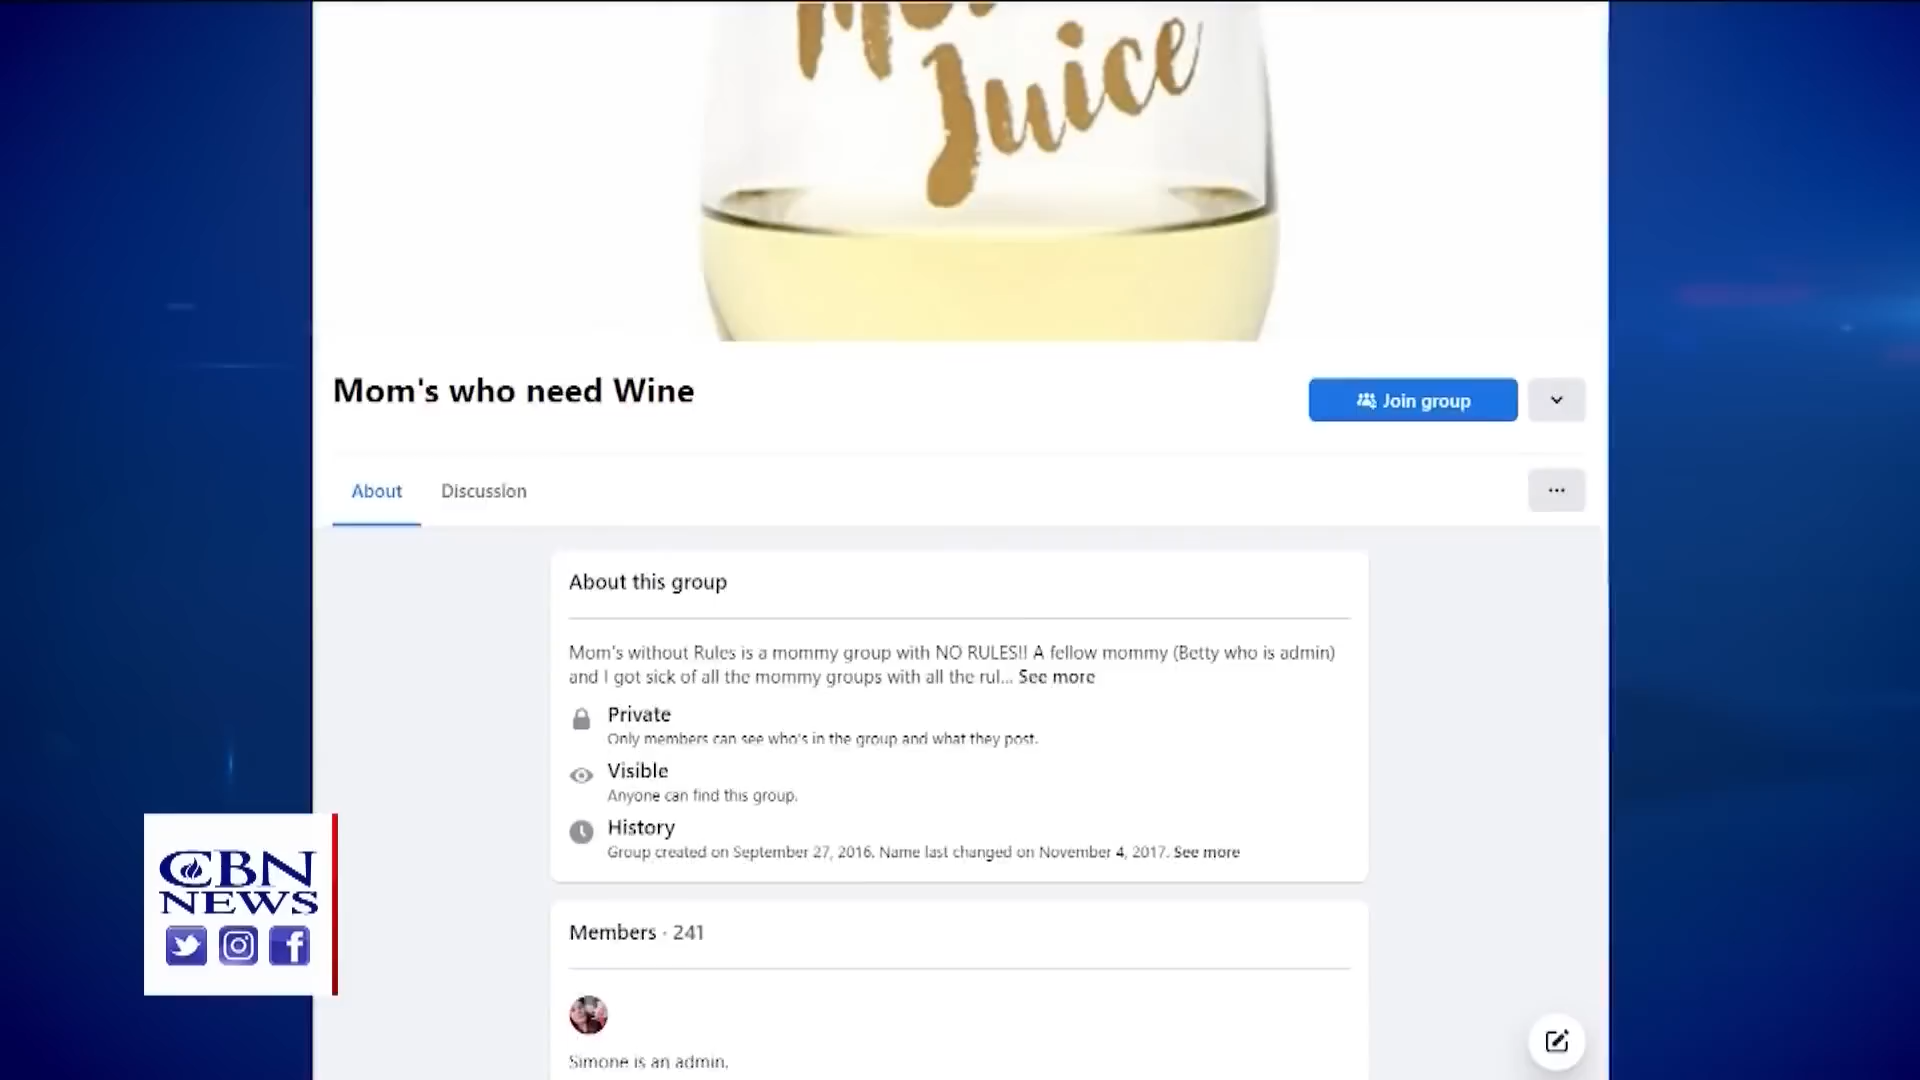 Juice
Mom's who need Wine
Join group
About Discussion
...
About this group
Mom's without Rules is a mommy group with NO RULES!! A fellow mommy (Betty who is admin)
and I got sick of all the mommy groups with all the rul... See more
Private
Only members can see who's in the group and what they post.
Visible
Anyone can find this group.
History
Group created on September 27, 2016. Name last changed on November 4, 2017. See more
CBN
NEWS
Members · 241
Simone is an admin.